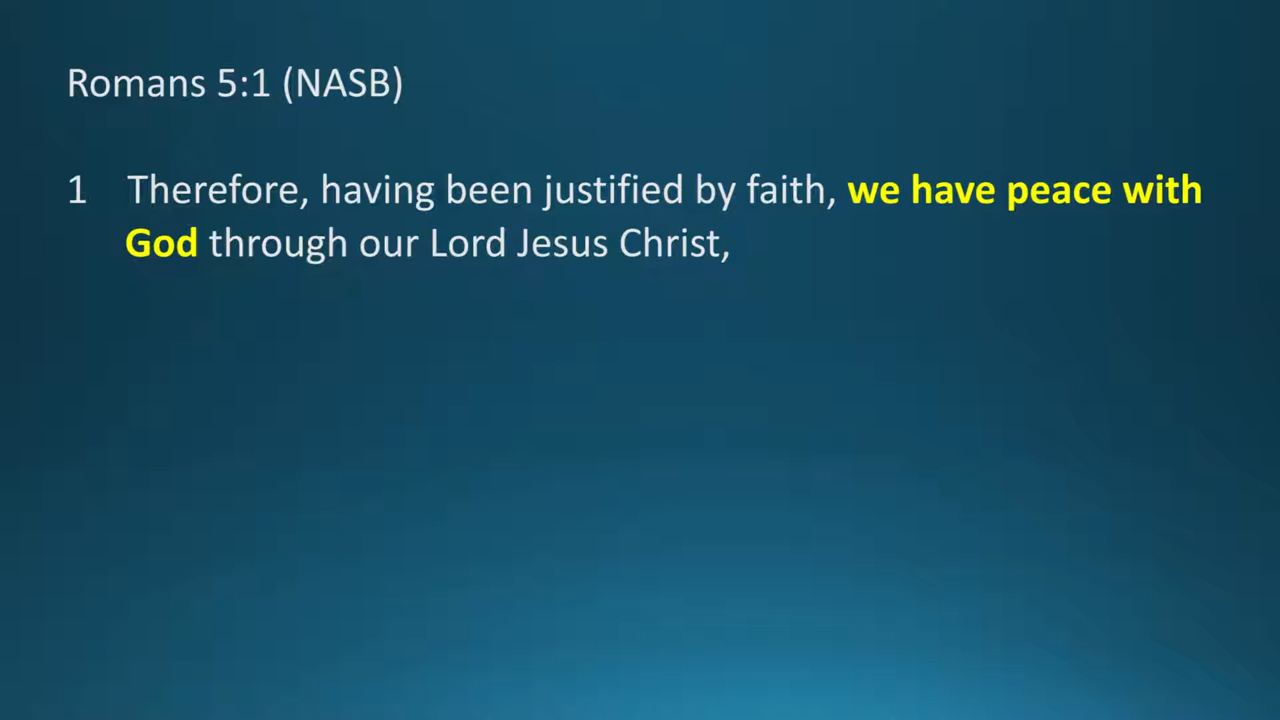 Romans 5:1 (NASB)
1 Therefore, having been justified by faith, we have peace with
God through our Lord Jesus Christ,